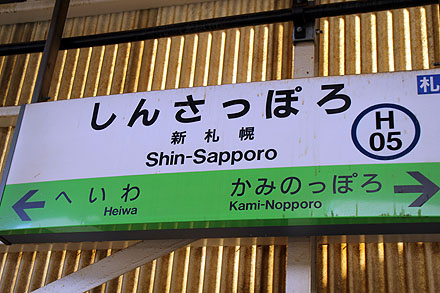 札
しんさっぽろ
新札幌
Shin-Sapporo
H
05
へいわ
Heiwa
かみのっぽろ
Kami-Nopporo